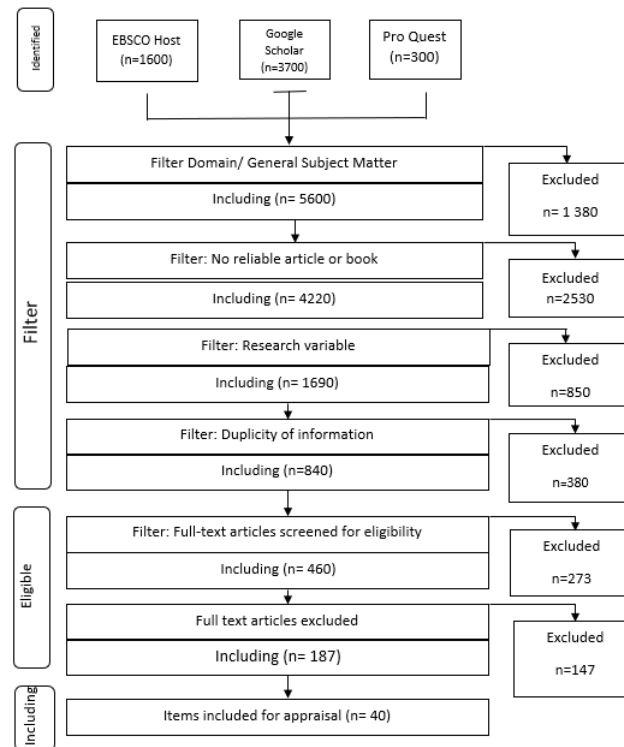 Identified
EBSCO Host
(n=1600)
Google
Scholar
(n=3700)
Pro Quest
(n=300)
Filter
Filter Domain/ General Subject Matter
Including (n= 5600)
Excluded
n= 1 380
Filter: No reliable article or book
Including (n= 4220)
Excluded
n=2530
Filter: Research variable
Including (n= 1690)
Excluded
n=850
Filter: Duplicity of information
Including (n=840)
Excluded
n=380
Eligible
Filter: Full-text articles screened for eligibility
Including (n= 460)
Excluded
n=273
Full text articles excluded
Including (n= 187)
Excluded
n=147
Including
Items included for appraisal (n= 40)